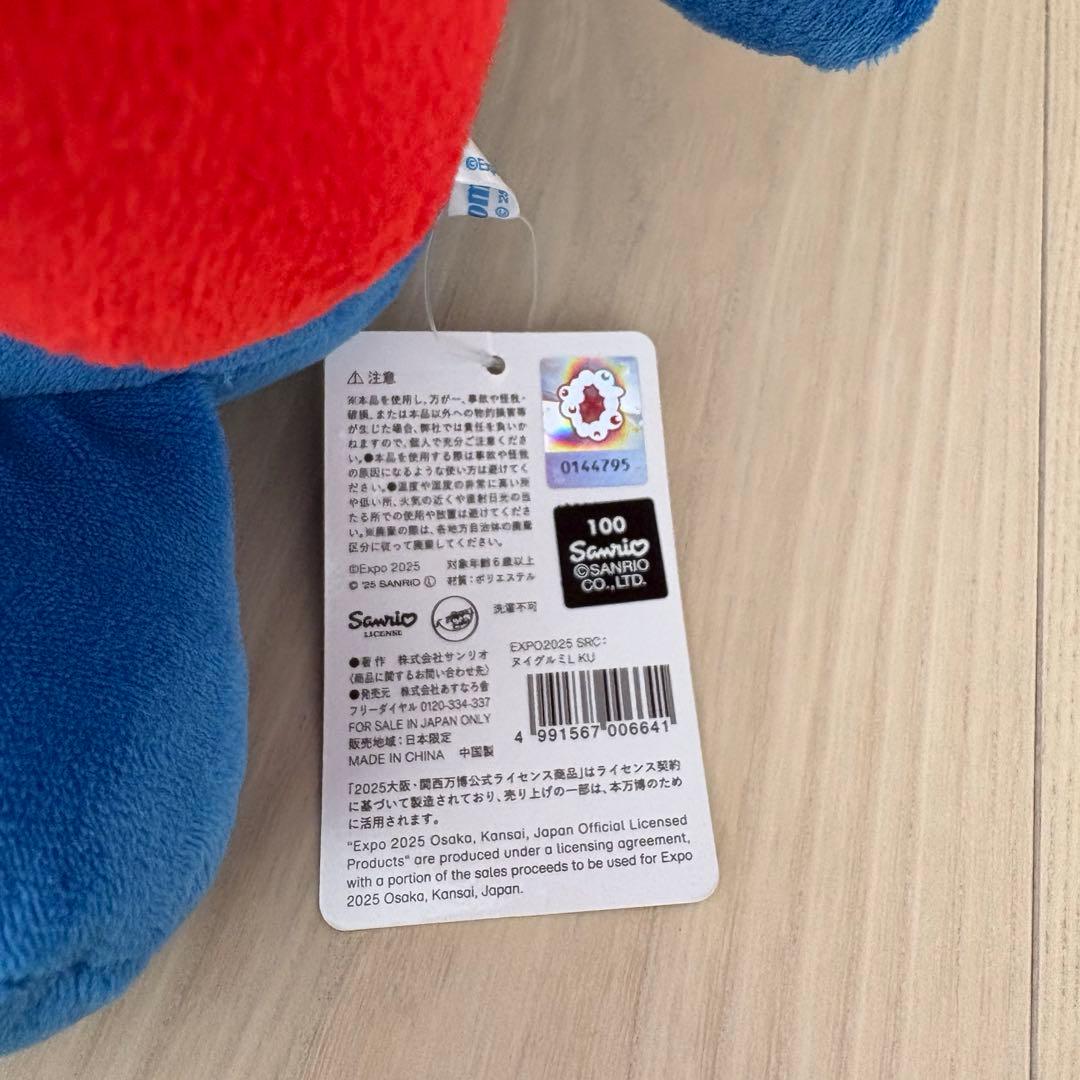 ©Ex
© '25
⚠ 注意
※本品を使用し、万が一、事故や怪我・
破損、または本品以外への物的損害等
が生じた場合、弊社では責任を負いか
ねますので、個人で充分ご注意くださ
い。●本品を使用する際は事故や怪我
の原因になるような使い方は避けてく
ださい。●温度や湿度の非常に高い所
や低い所、火気の近くや直射日光の当
たる所での使用や放置は避けてくださ
い。※廃棄の際は、各地方自治体の廃棄
区分に従って廃棄してください。
©Expo 2025 対象年齢6歳以上
© '25 SANRIO Ⓛ 材質:ポリエステル
0144795
100
Sanrio
©SANRIO
CO.,LTD.
Sanrio
LICENSE
洗濯不可
●著作 株式会社サンリオ
〈商品に関するお問い合わせ先〉
●発売元 株式会社あすなろ舎
フリーダイヤル 0120-334-337
FOR SALE IN JAPAN ONLY
販売地域:日本限定
MADE IN CHINA 中国製
EXPO2025 SRC:
ヌイグルミL KU
4 991567 006641
「2025大阪・関西万博公式ライセンス商品」はライセンス契約
に基づいて製造されており、売り上げの一部は、本万博のため
に活用されます。
"Expo 2025 Osaka, Kansai, Japan Official Licensed
Products" are produced under a licensing agreement,
with a portion of the sales proceeds to be used for Expo
2025 Osaka, Kansai, Japan.